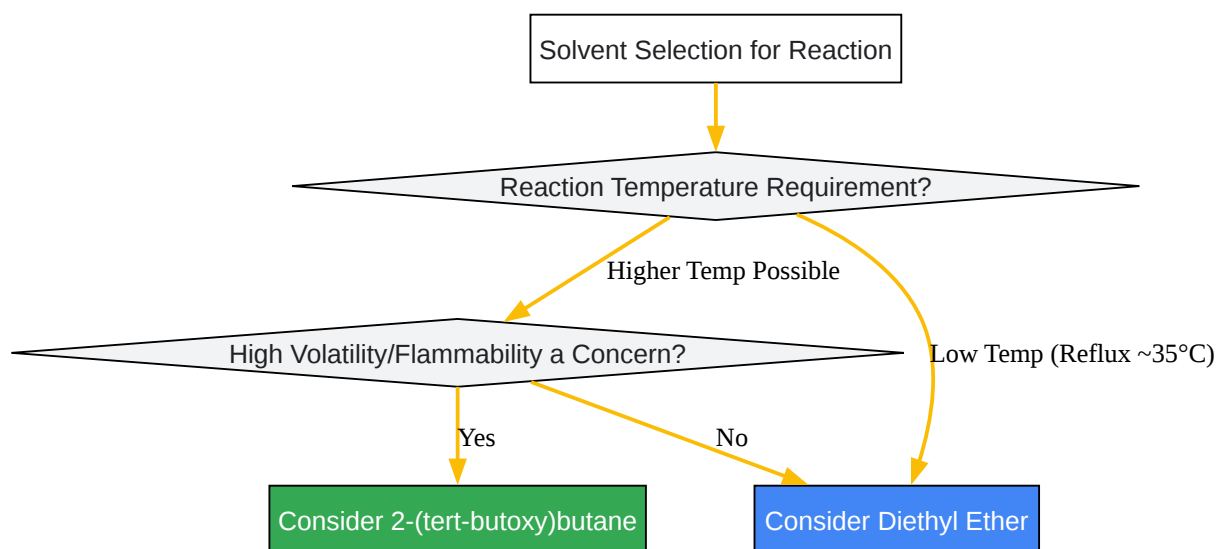 Solvent Selection for Reaction
Reaction Temperature Requirement?
Higher Temp Possible
High Volatility/Flammability a Concern?
Low Temp (Reflux ~35°C)
Yes
No
Consider 2-(tert-butoxy)butane
Consider Diethyl Ether